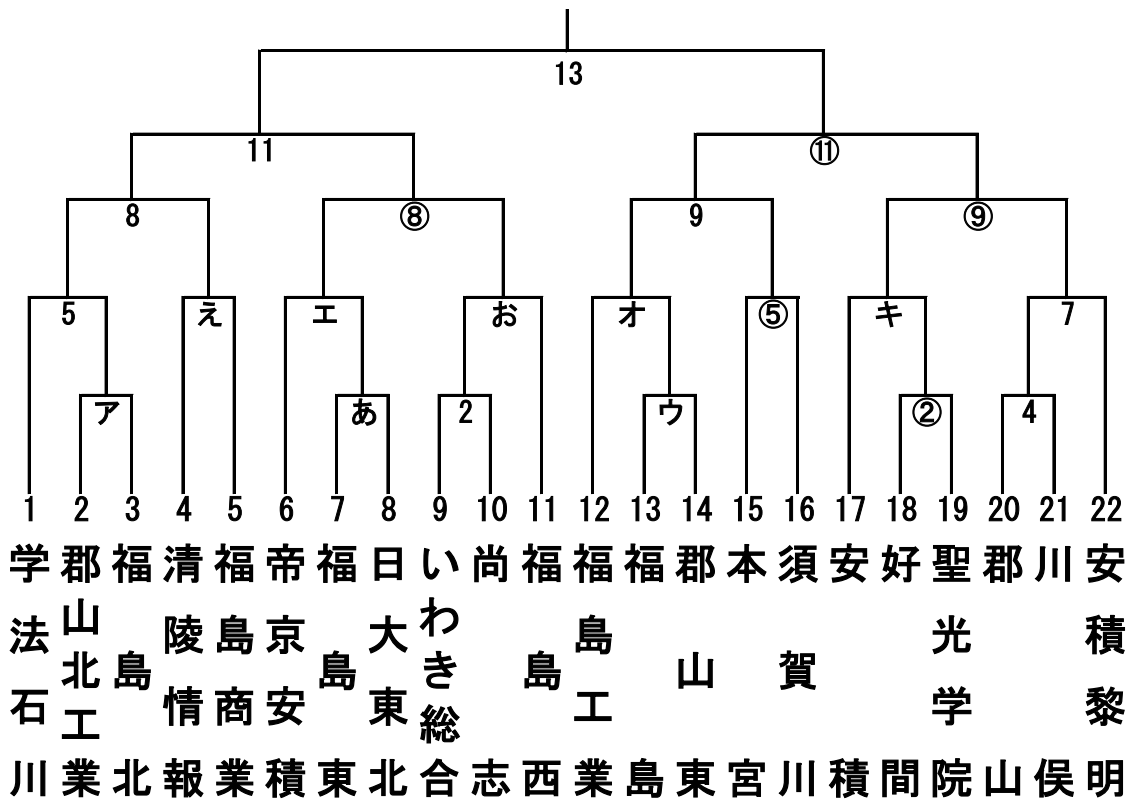 13
11 ⑪
8 ⑧ 9 ⑨
5 え エ お オ ⑤ キ 7
ア あ 2 ウ ② 4
1 2 3 4 5 6 7 8 9 10 11 12 13 14 15 16 17 18 19 20 21 22
学法石川
郡山北工業
福島北
清陵情報
福島商業
帝京安積
福島東
日大東北
いわき総合
尚志
福島西
福島工業
福島
郡山東
本宮
須賀川
安積
好間
聖光学院
郡山
川俣
安積黎明